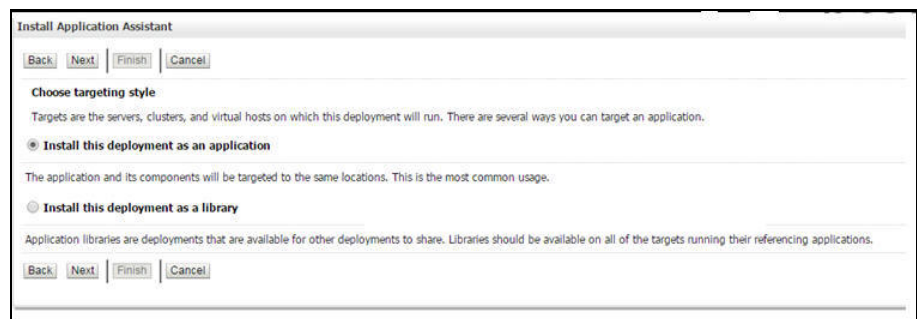 Install Application Assistant
Back Next Finish Cancel
Choose targeting style
Targets are the servers, clusters, and virtual hosts on which this deployment will run. There are several ways you can target an application.
Install this deployment as an application
The application and its components will be targeted to the same locations. This is the most common usage.
Install this deployment as a library
Application libraries are deployments that are available for other deployments to share. Libraries should be available on all of the targets running their referencing applications.
Back Next Finish Cancel